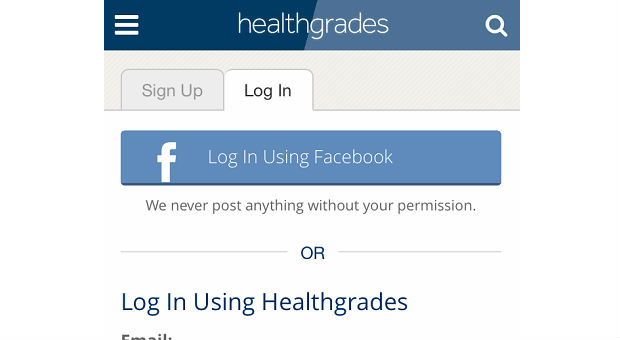 healthgrades
Sign Up
Log In
f
Log In Using Facebook
We never post anything without your permission.
OR
Log In Using Healthgrades
Email: